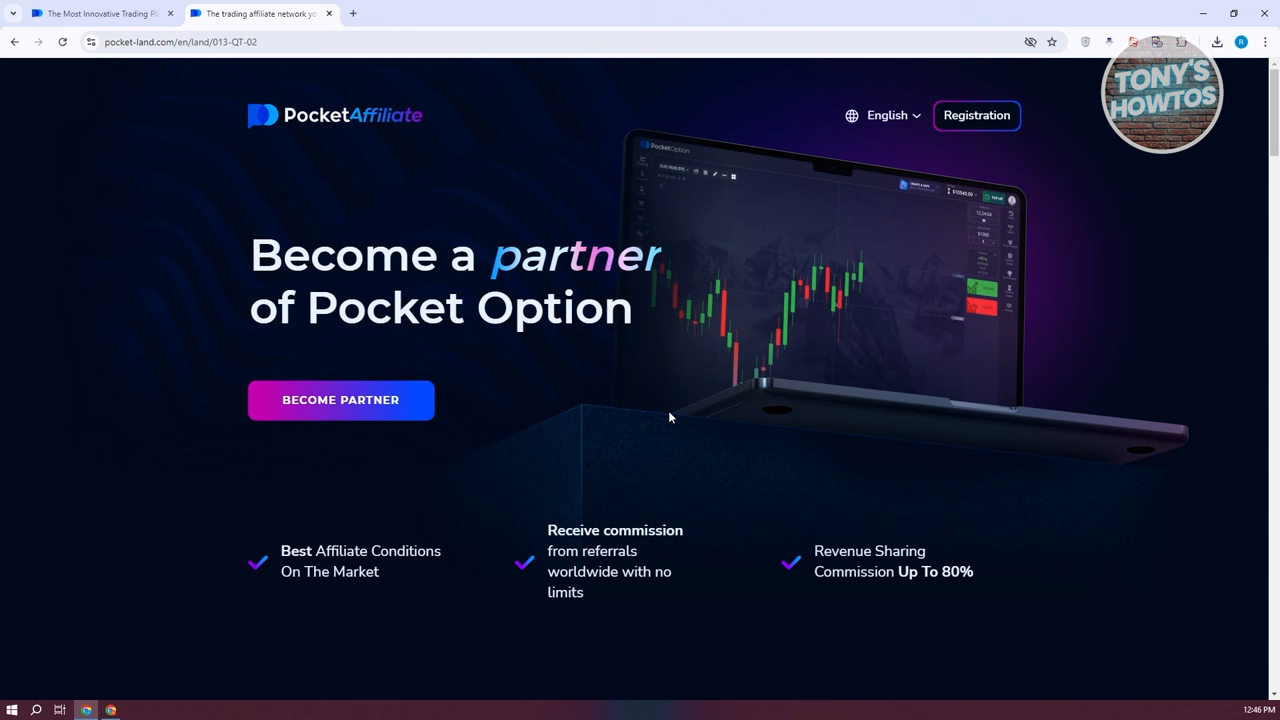 The Most Innovative Trading Pl
The trading affiliate network yo
pocket-land.com/en/land/013-QT-02
TONY'S
HOWTOS
PocketAffiliate
English
Registration
PocketOption
Become a partner
of Pocket Option
BECOME PARTNER
Best Affiliate Conditions
On The Market
Receive commission
from referrals
worldwide with no
limits
Revenue Sharing
Commission Up To 80%
12:46 PM